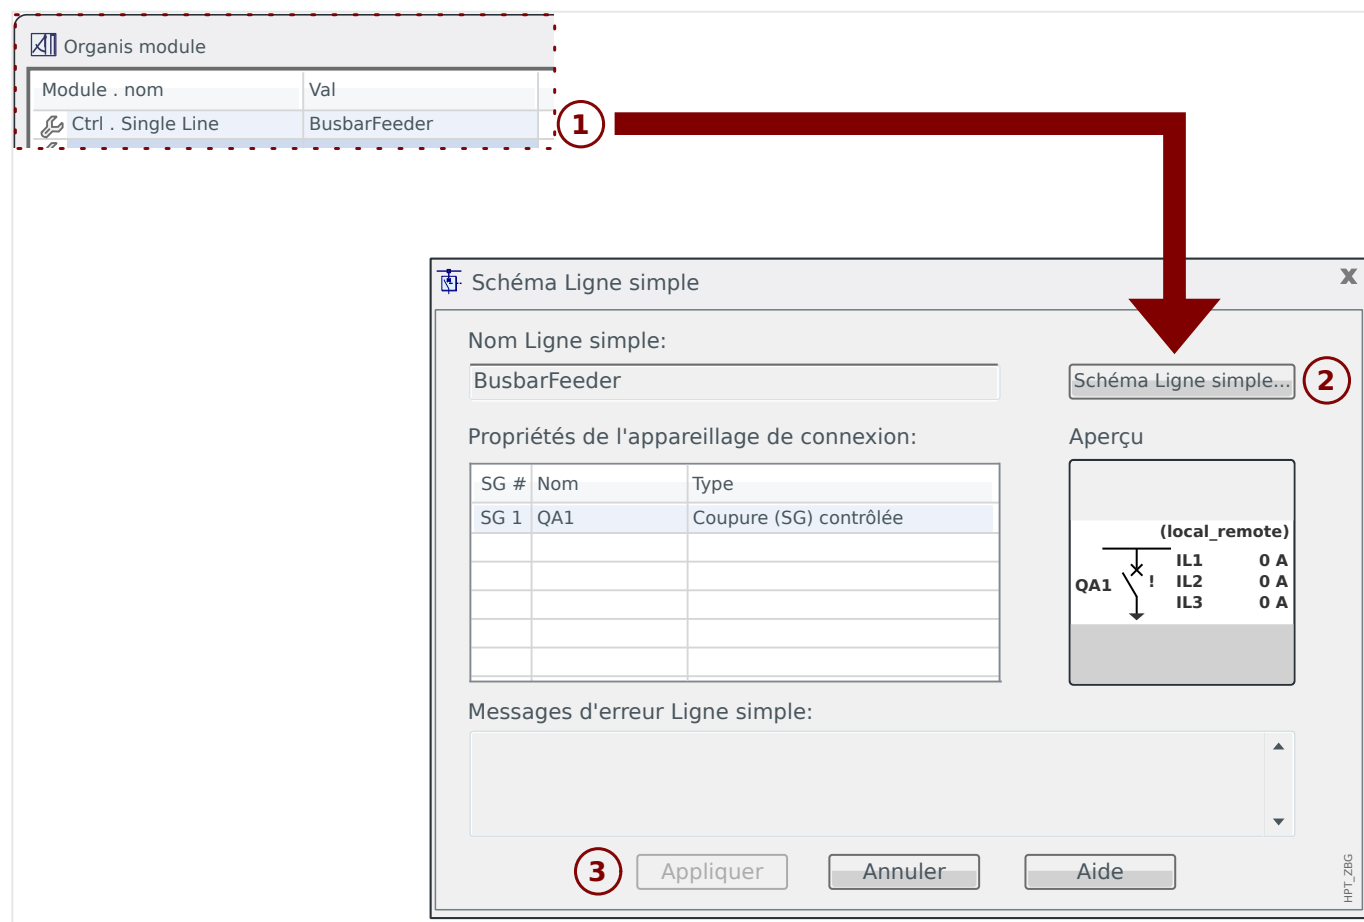 Organis module
Module . nom Val
Ctrl . Single Line BusbarFeeder
1
Schéma Ligne simple X
Nom Ligne simple:
BusbarFeeder
Schéma Ligne simple...
2
Propriétés de l'appareillage de connexion:
Aperçu
SG # Nom Type
SG 1 QA1 Coupure (SG) contrôlée
(local_remote)
IL1 0 A
QA1 ! IL2 0 A
IL3 0 A
Messages d'erreur Ligne simple:
3
Appliquer Annuler Aide
HPT_ZBG